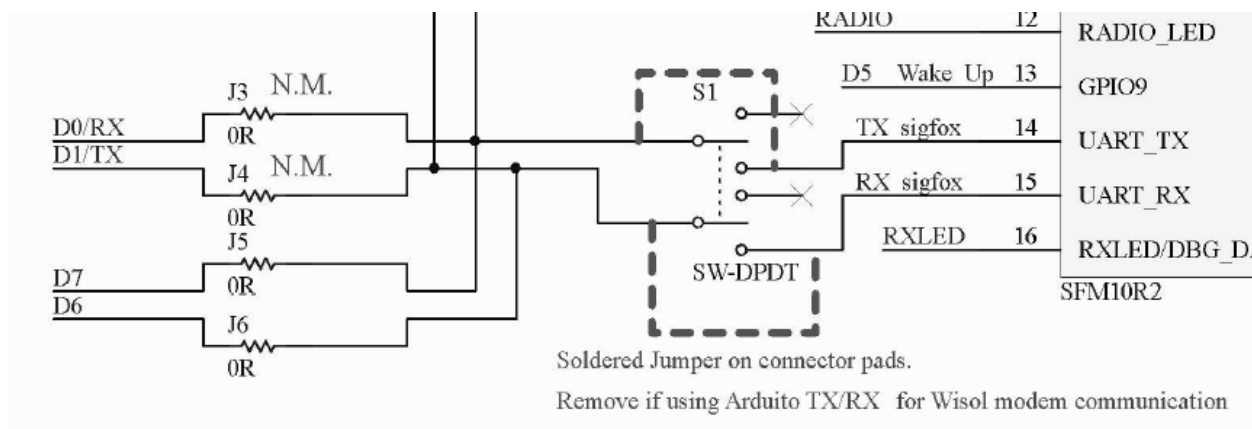 RADIO 12
RADIO_LED
D5 Wake Up 13
GPIO9
J3 N.M.
0R
D0/RX
D1/TX
J4 N.M.
0R
S1
TX sigfox 14
UART_TX
RX sigfox 15
UART_RX
RXLED 16
RXLED/DBG_DA
SW-DPDT
SFM10R2
J5
0R
D7
D6
J6
0R
Soldered Jumper on connector pads.
Remove if using Arduito TX/RX for Wisol modem communication